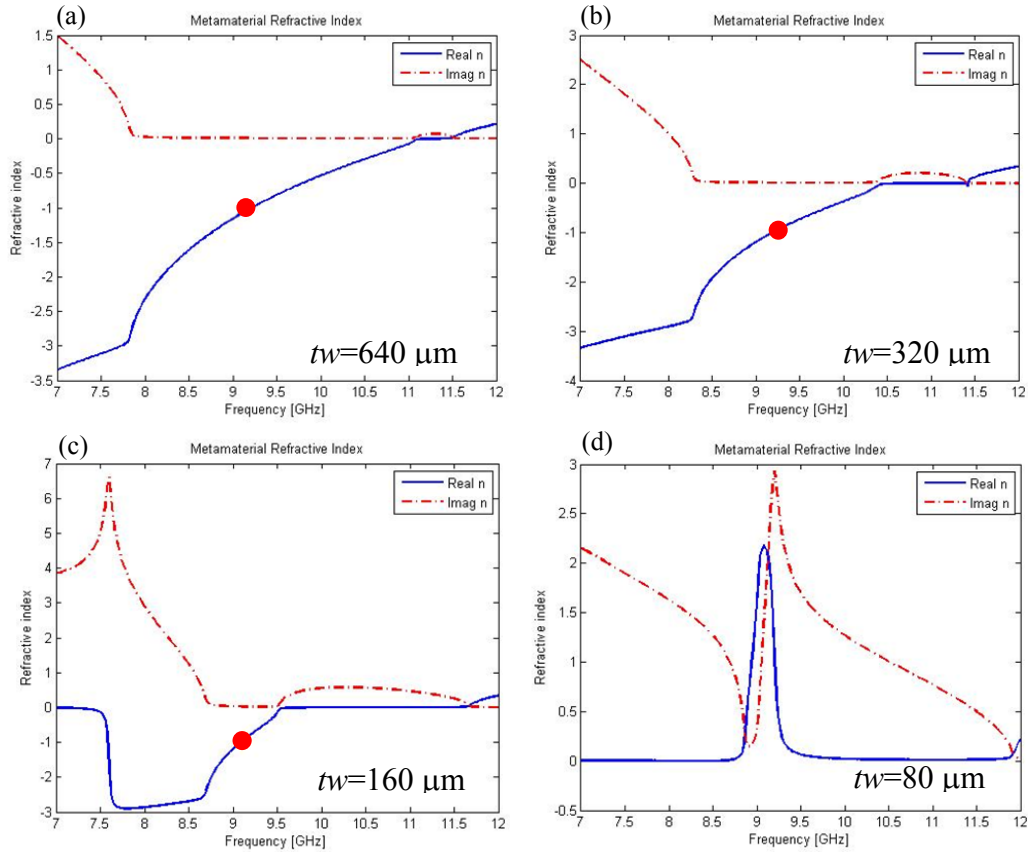 (a)
Metamaterial Refractive Index
1.5
1
0.5
0
-0.5
-1
-1.5
-2
-2.5
-3
-3.5
Refractive index
Real n
Imag n
tw=640 μm
7 7.5 8 8.5 9 9.5 10 10.5 11 11.5 12
Frequency [GHz]
(b)
Metamaterial Refractive Index
3
2
1
0
-1
-2
-3
-4
Refractive index
Real n
Imag n
tw=320 μm
7 7.5 8 8.5 9 9.5 10 10.5 11 11.5 12
Frequency [GHz]
(c)
Metamaterial Refractive Index
7
6
5
4
3
2
1
0
-1
-2
-3
Refractive index
Real n
Imag n
tw=160 μm
7 7.5 8 8.5 9 9.5 10 10.5 11 11.5 12
Frequency [GHz]
(d)
Metamaterial Refractive Index
3
2.5
2
1.5
1
0.5
0
-0.5
Refractive index
Real n
Imag n
tw=80 μm
7 7.5 8 8.5 9 9.5 10 10.5 11 11.5 12
Frequency [GHz]